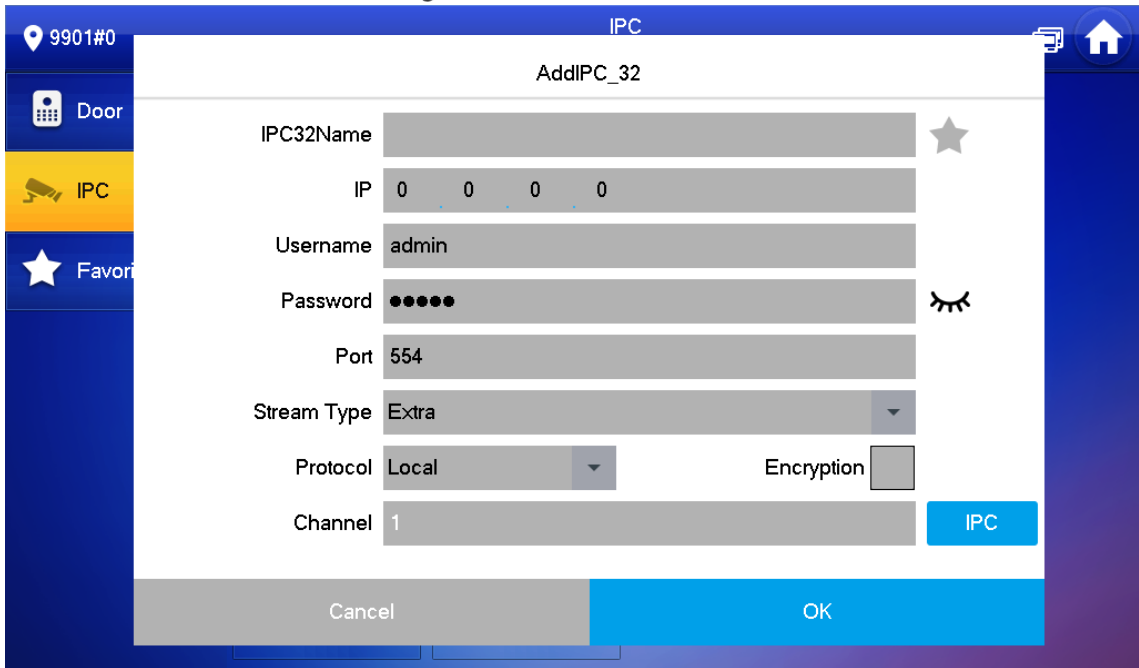 9901#0
IPC
AddIPC_32
Door
IPC32Name
IPC
IP 0 . 0 . 0 . 0
Username admin
Favori
Password ●●●●●
Port 554
Stream Type Extra
Protocol Local Encryption
Channel 1 IPC
Cancel OK